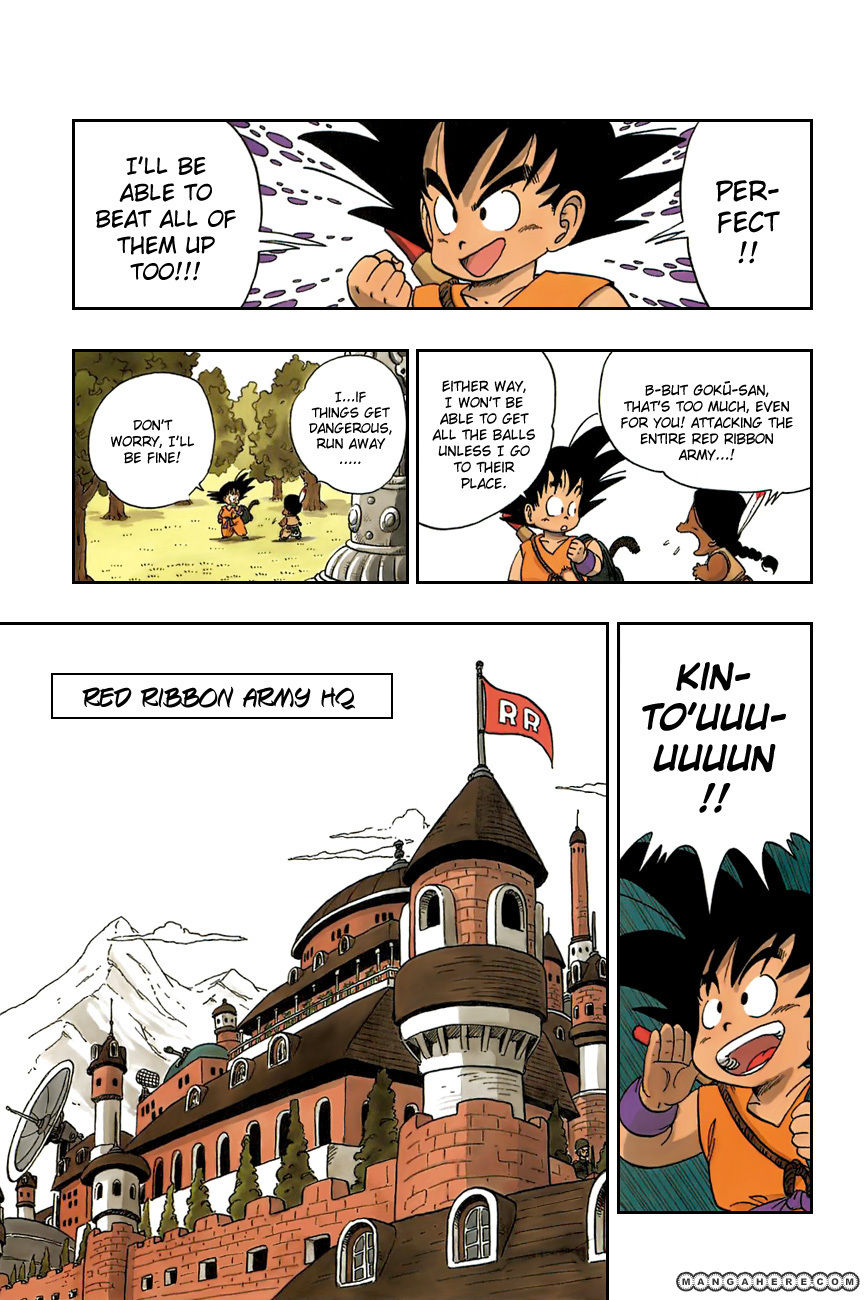 PER-
FECT
!!
I'LL BE
ABLE TO
BEAT ALL OF
THEM UP
TOO!!!
B-BUT GOKŪ-SAN,
THAT'S TOO MUCH, EVEN
FOR YOU! ATTACKING THE
ENTIRE RED RIBBON
ARMY...!
EITHER WAY,
I WON'T BE
ABLE TO GET
ALL THE BALLS
UNLESS I GO
TO THEIR
PLACE.
I...IF
THINGS GET
DANGEROUS,
RUN AWAY
.....
DON'T
WORRY, I'LL
BE FINE!
KIN-
TO'UUU-
UUUUN
!!
RED RIBBON ARMY HQ
RR
MANGAHERE.COM